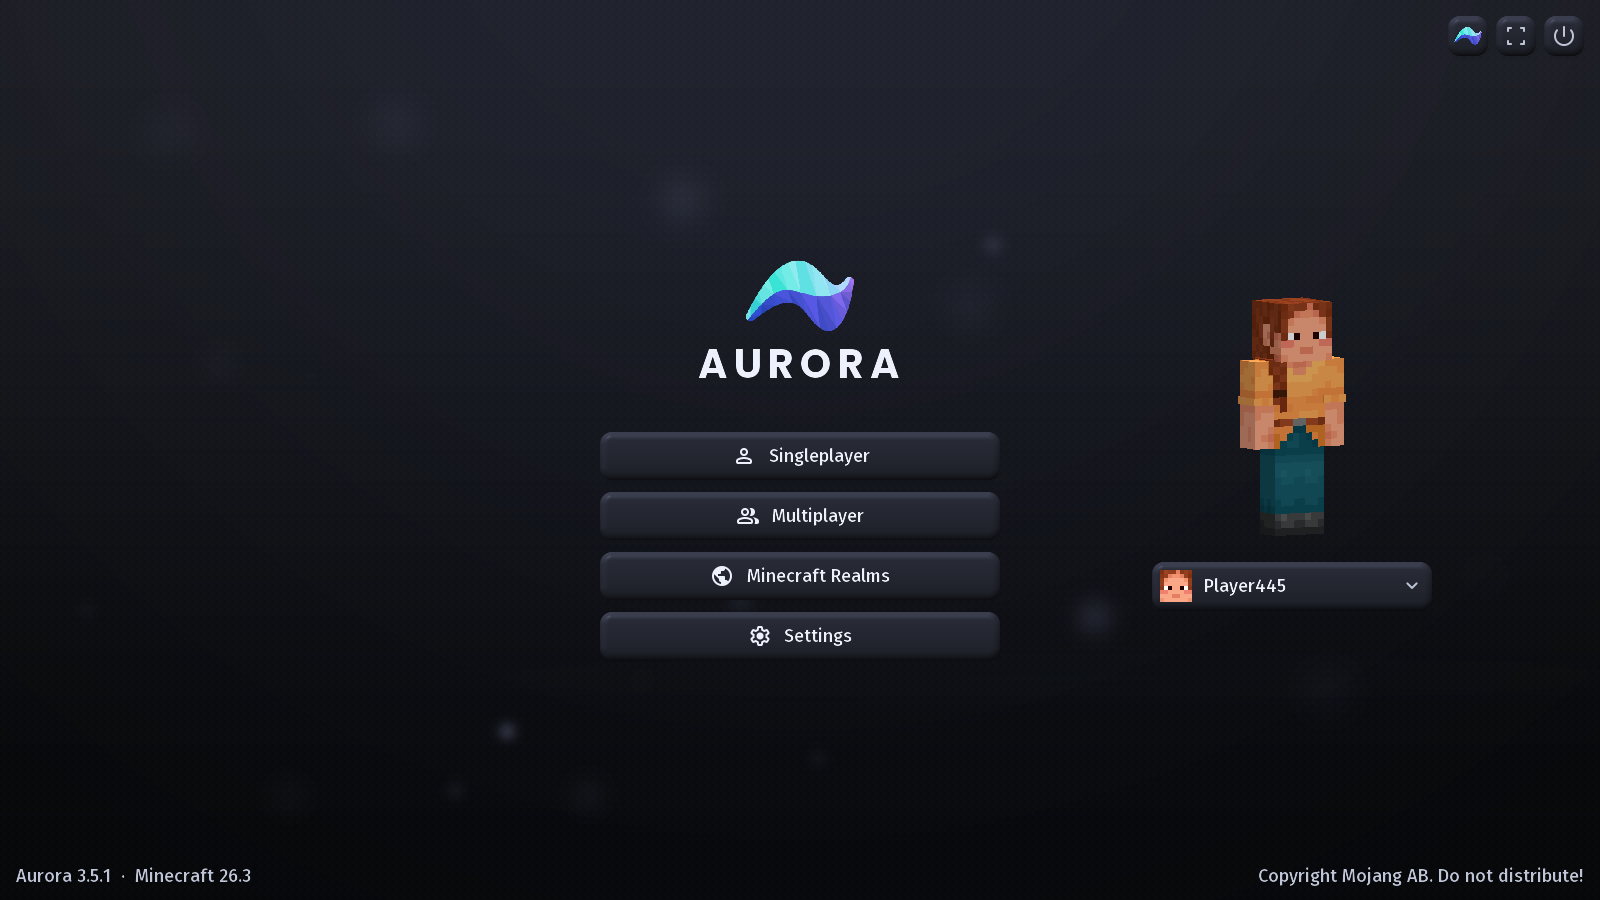 AURORA
Singleplayer
Multiplayer
Minecraft Realms
Settings
Player445
Aurora 3.5.1 · Minecraft 26.3
Copyright Mojang AB. Do not distribute!